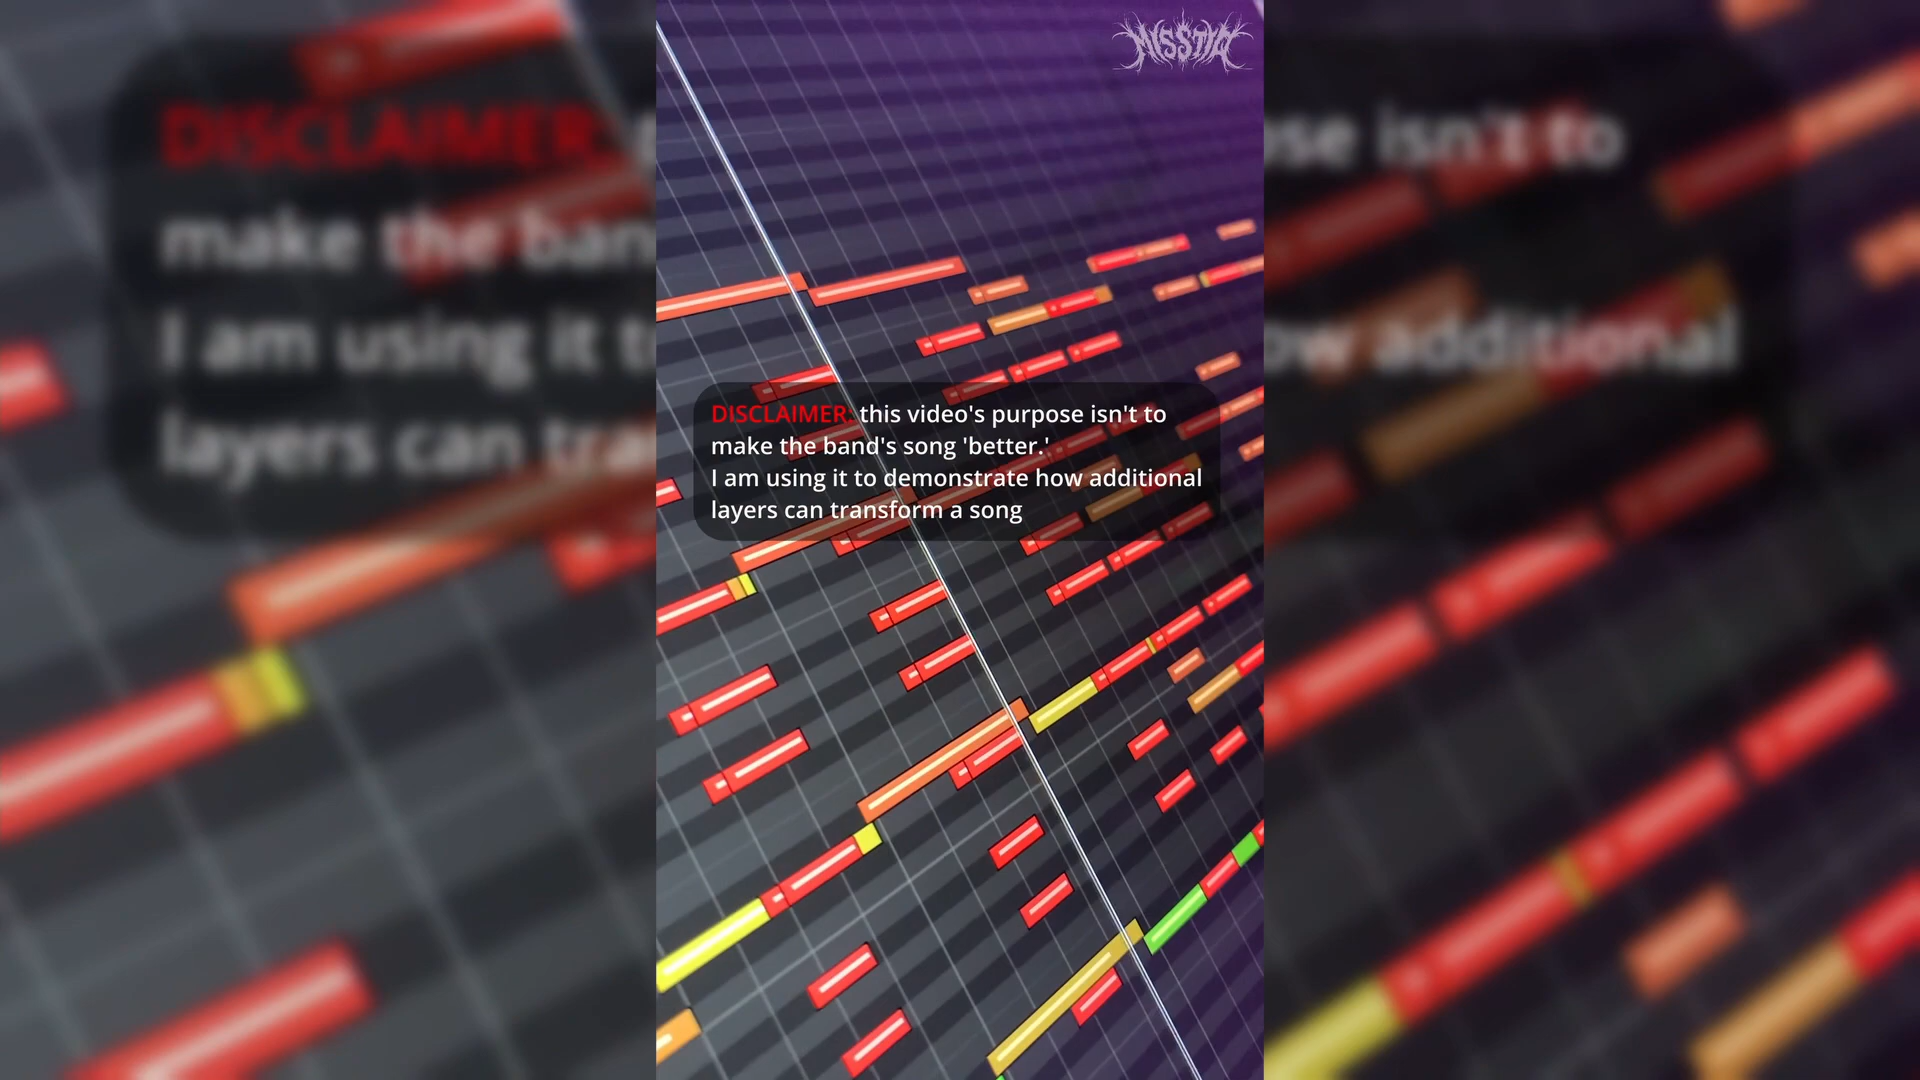 MISSTIQ
DISCLAIMER: this video's purpose isn't to
make the band's song 'better.'
I am using it to demonstrate how additional
layers can transform a song